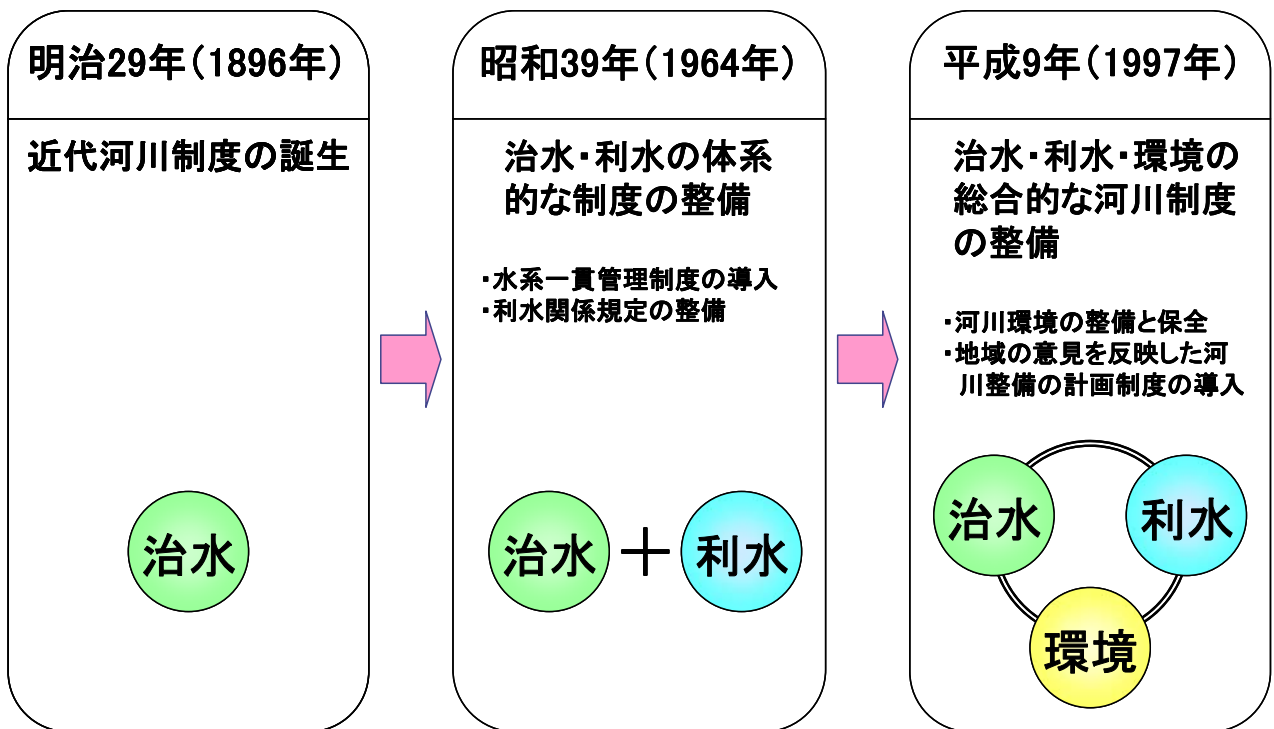 明治29年(1896年)
近代河川制度の誕生
治水
昭和39年(1964年)
治水・利水の体系
的な制度の整備
・水系一貫管理制度の導入
・利水関係規定の整備
治水＋利水
平成9年(1997年)
治水・利水・環境の
総合的な河川制度
の整備
・河川環境の整備と保全
・地域の意見を反映した河
川整備の計画制度の導入
治水 利水
環境